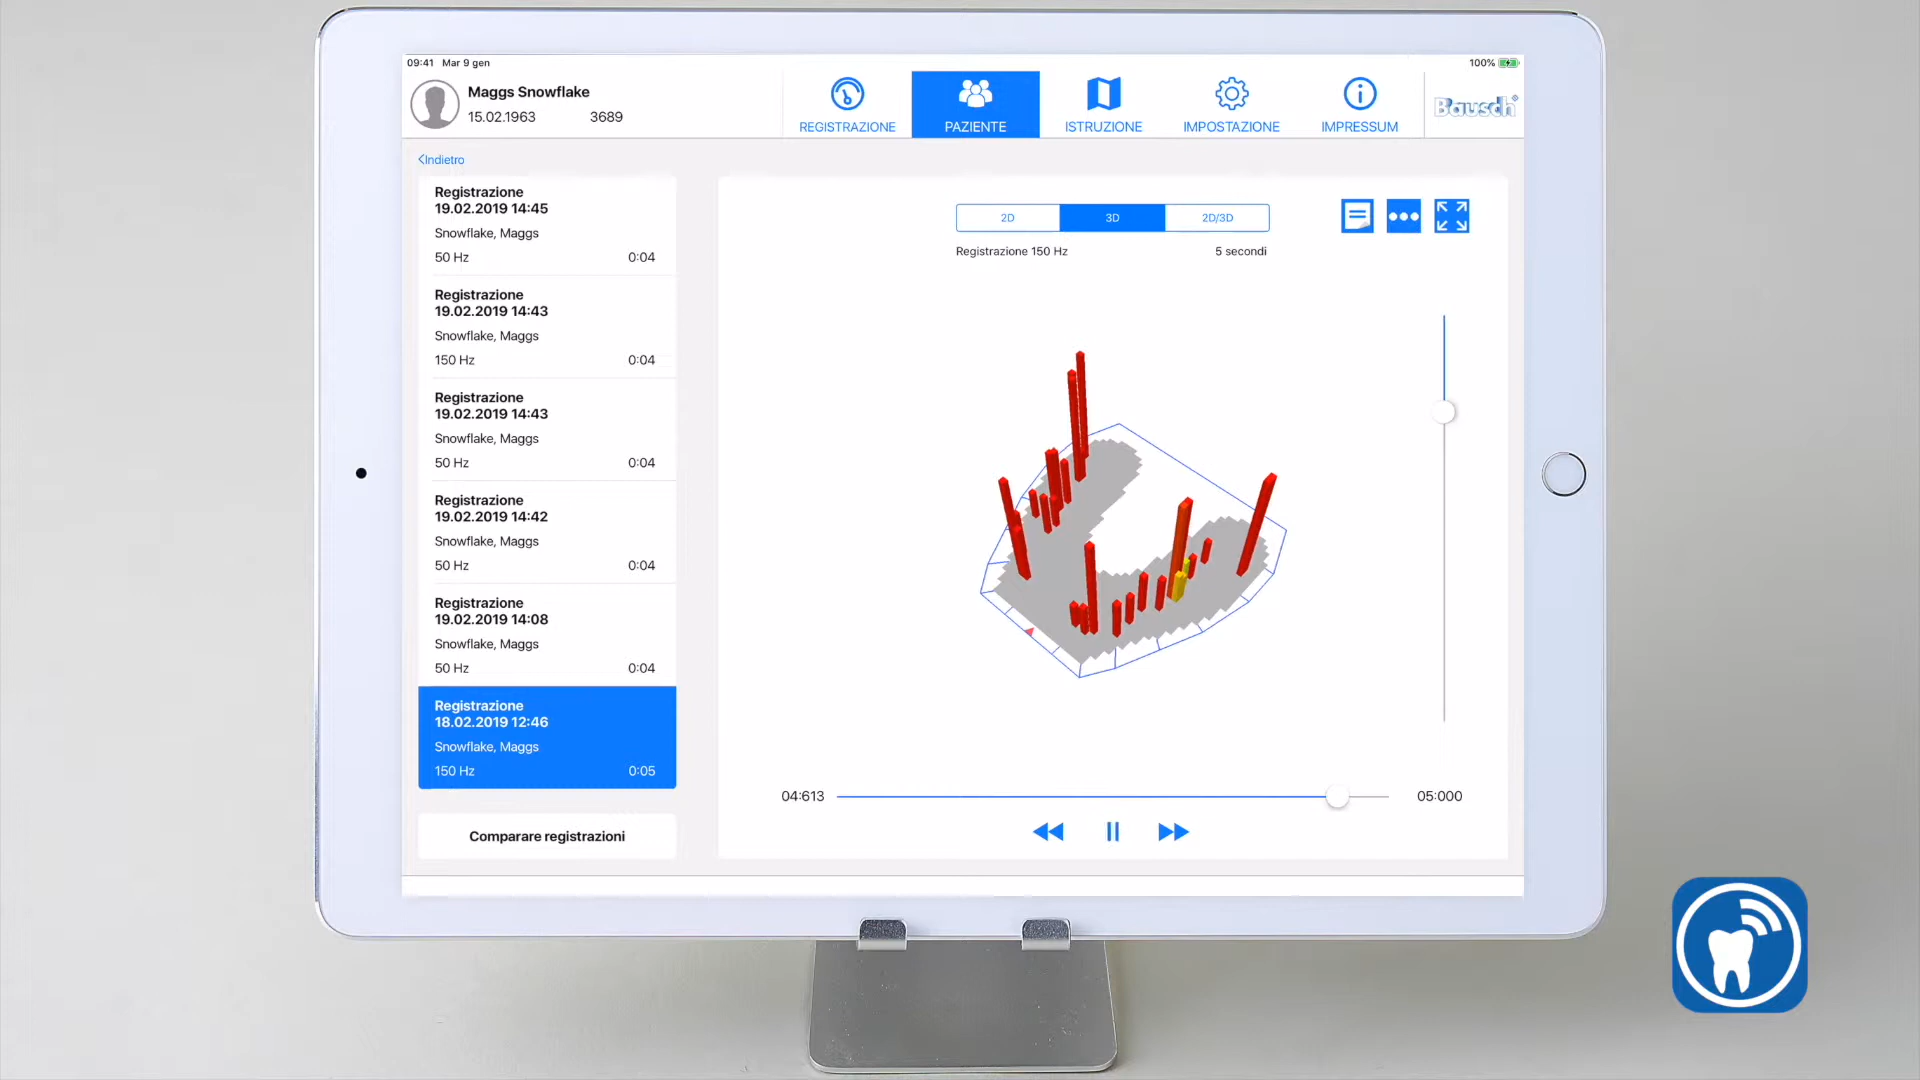 09:41 Mar 9 gen
100%
Maggs Snowflake
15.02.1963 3689
REGISTRAZIONE
PAZIENTE
ISTRUZIONE
IMPOSTAZIONE
IMPRESSUM
Bausch®
<Indietro
Registrazione
19.02.2019 14:45
Snowflake, Maggs
50 Hz 0:04
Registrazione
19.02.2019 14:43
Snowflake, Maggs
150 Hz 0:04
Registrazione
19.02.2019 14:43
Snowflake, Maggs
50 Hz 0:04
Registrazione
19.02.2019 14:42
Snowflake, Maggs
50 Hz 0:04
Registrazione
19.02.2019 14:08
Snowflake, Maggs
50 Hz 0:04
Registrazione
18.02.2019 12:46
Snowflake, Maggs
150 Hz 0:05
Comparare registrazioni
2D 3D 2D/3D
Registrazione 150 Hz 5 secondi
04:613 05:000